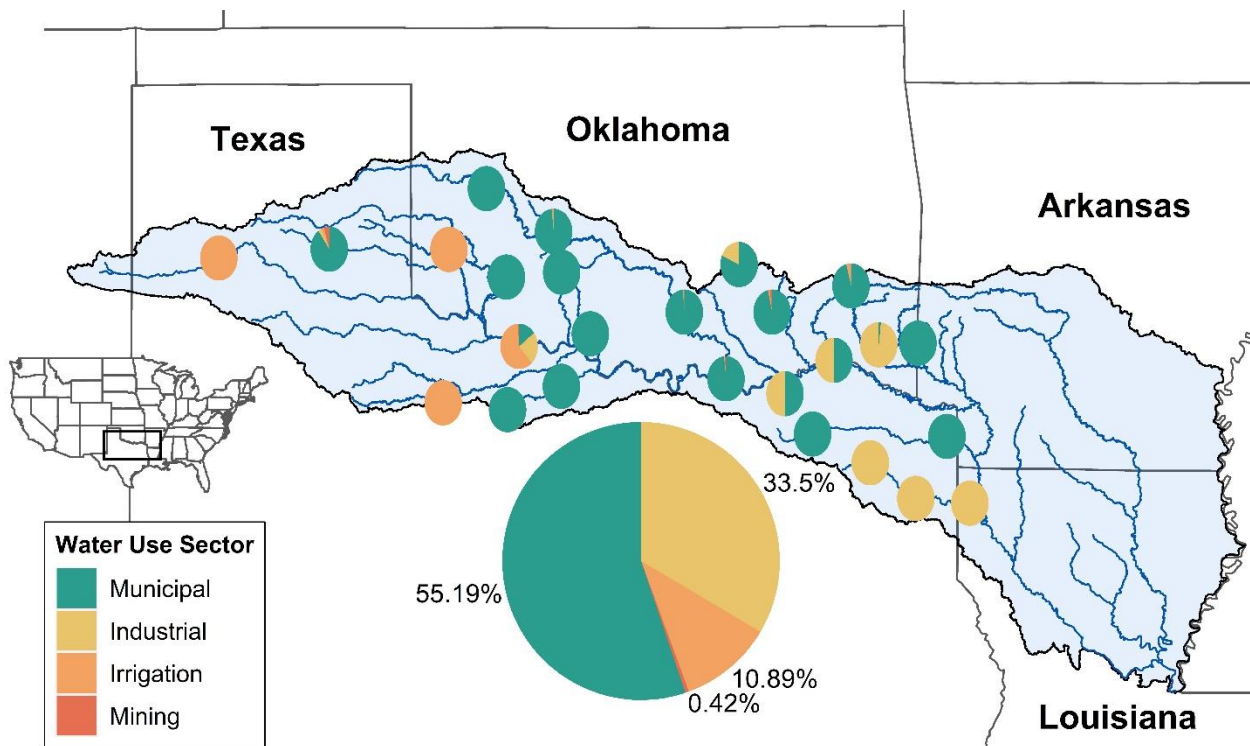 Texas
Oklahoma
Arkansas
33.5%
55.19%
10.89%
0.42%
Louisiana
Water Use Sector
Municipal
Industrial
Irrigation
Mining